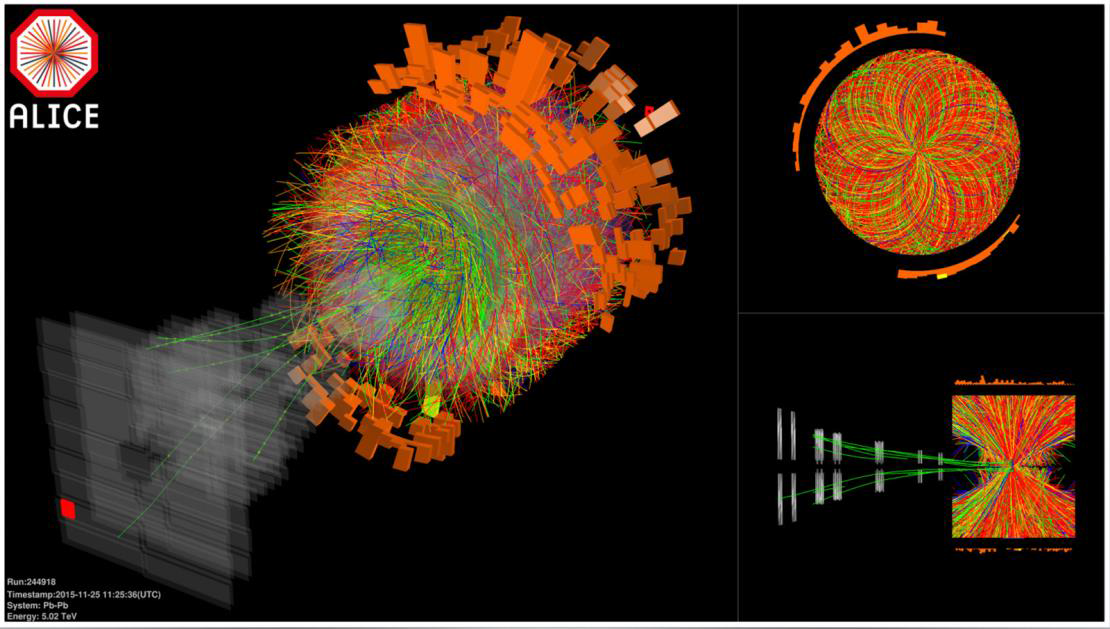 ALICE
Run:244918
Timestamp:2015-11-25 11:25:36(UTC)
System: Pb-Pb
Energy: 5.02 TeV